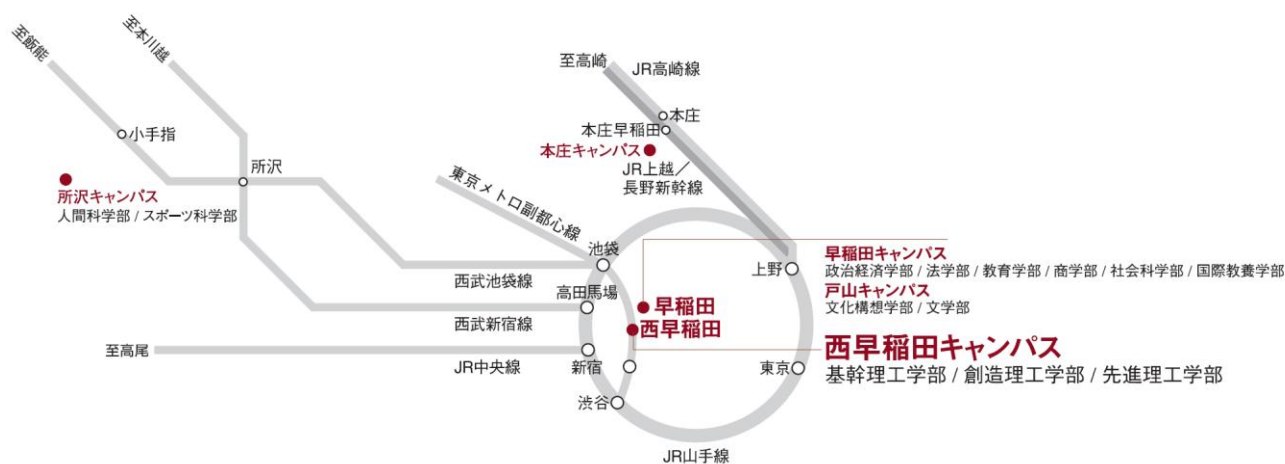 至飯能
至本川越
小手指
所沢
所沢キャンパス
人間科学部 / スポーツ科学部
至高崎
JR高崎線
本庄
本庄早稲田
本庄キャンパス
JR上越／
長野新幹線
東京メトロ副都心線
池袋
西武池袋線
高田馬場
西武新宿線
至高尾
JR中央線
新宿
渋谷
JR山手線
上野
東京
早稲田
西早稲田
早稲田キャンパス
政治経済学部 / 法学部 / 教育学部 / 商学部 / 社会科学部 / 国際教養学部
戸山キャンパス
文化構想学部 / 文学部
西早稲田キャンパス
基幹理工学部 / 創造理工学部 / 先進理工学部